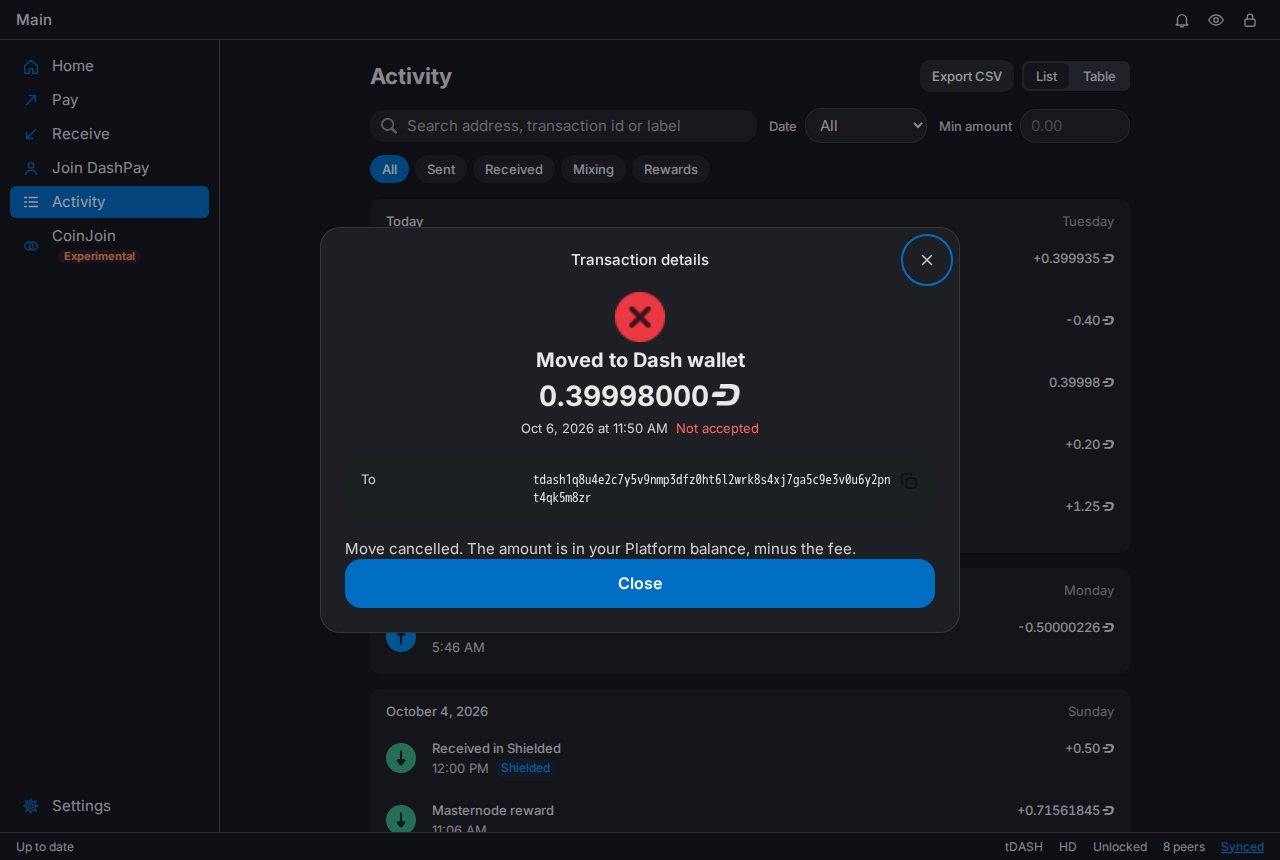 Main
Home
Pay
Receive
Join DashPay
Activity
CoinJoin
Experimental
Settings
Activity
Export CSV
List
Table
Search address, transaction id or label
Date
All
Min amount
0.00
All
Sent
Received
Mixing
Rewards
Today
Tuesday
+0.399935
-0.40
0.39998
+0.20
+1.25
Transaction details
Moved to Dash wallet
0.39998000
Oct 6, 2026 at 11:50 AM Not accepted
To
tdash1q8u4e2c7y5v9nmp3dfz0ht6l2wrk8s4xj7ga5c9e3v0u6y2pn
t4qk5m8zr
Move cancelled. The amount is in your Platform balance, minus the fee.
Close
Monday
-0.50000226
5:46 AM
October 4, 2026
Sunday
Received in Shielded
+0.50
12:00 PM Shielded
Masternode reward
+0.71561845
11:06 AM
Up to date
tDASH
HD
Unlocked
8 peers
Synced